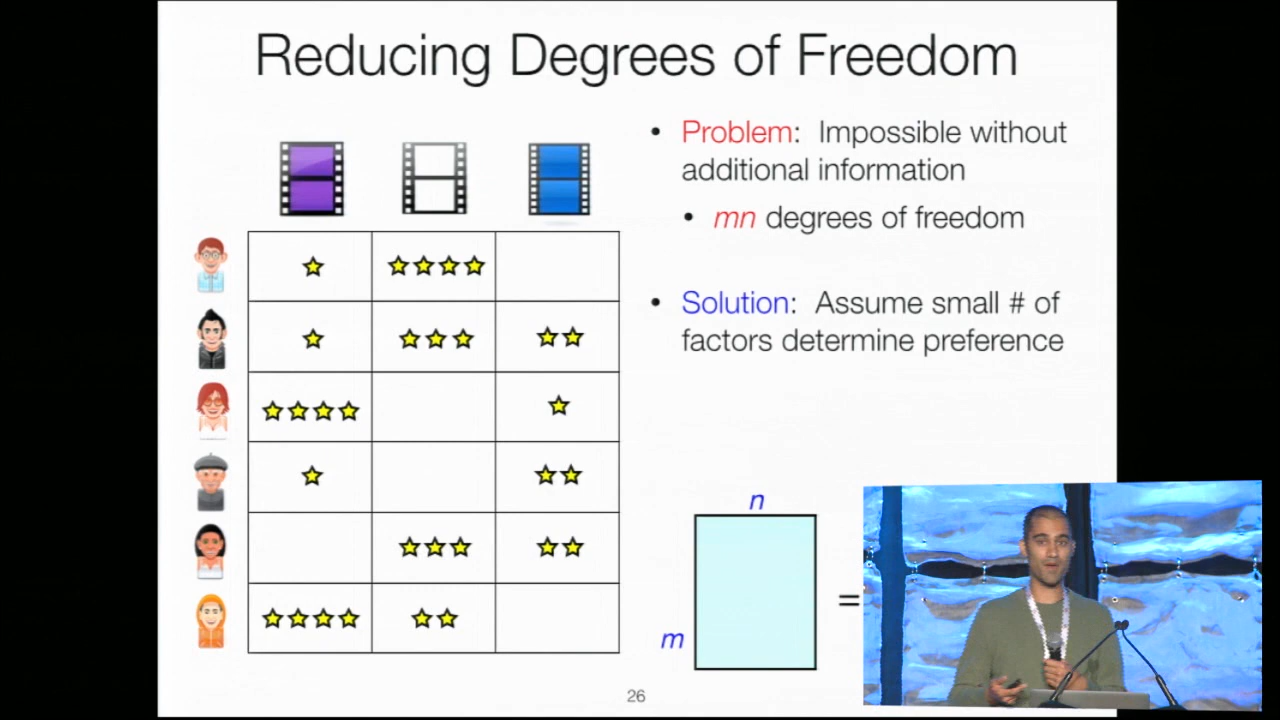 Reducing Degrees of Freedom
• Problem: Impossible without
additional information
• mn degrees of freedom
• Solution: Assume small # of
factors determine preference
n
=
m
26